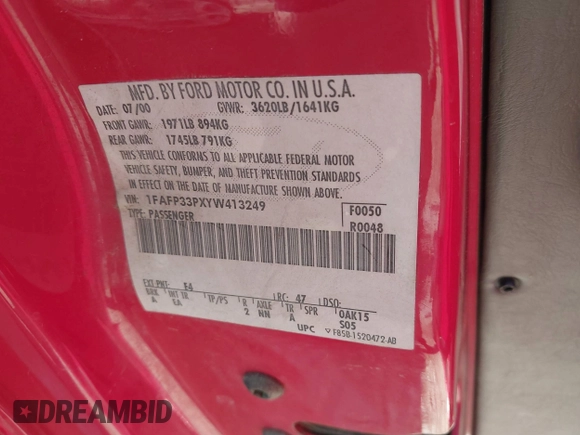 MFD. BY FORD MOTOR CO. IN U.S.A.
DATE: 07/00 GVWR: 3620LB/1641KG
FRONT GAWR: 1971LB 894KG
REAR GAWR: 1745LB 791KG
THIS VEHICLE CONFORMS TO ALL APPLICABLE FEDERAL MOTOR
VEHICLE SAFETY, BUMPER, AND THEFT PREVENTION STANDARDS
IN EFFECT ON THE DATE OF MANUFACTURE SHOWN ABOVE.
VIN: 1FAFP33PXYW413249 F0050
TYPE: PASSENGER R0048
EXT PNT: E4 RC: 47 DSO:
BRK INT TR TP/PS R AXLE TR SPR 0AK15
A EA 2 NN A S05
UPC F85B-1520472-AB
DREAMBID